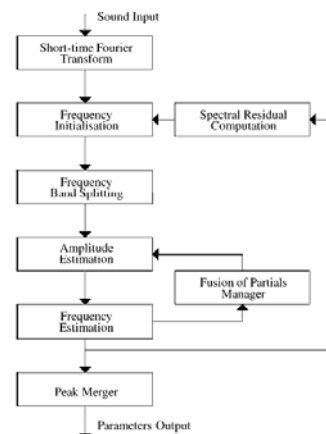 Sound Input
Short-time Fourier
Transform
Frequency
Initialisation
Spectral Residual
Computation
Frequency
Band Splitting
Amplitude
Estimation
Fusion of Partials
Manager
Frequency
Estimation
Peak Merger
Parameters Output